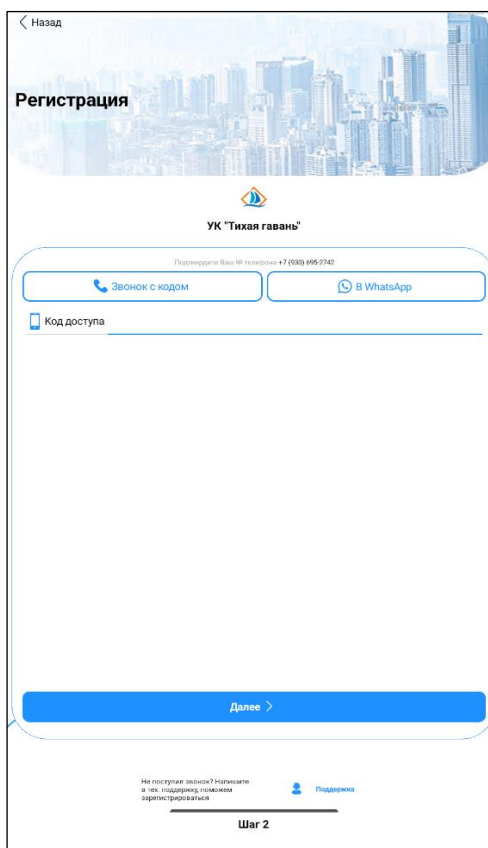 Назад
Регистрация
УК "Тихая гавань"
Подтвердите Ваш № телефона +7 (930) 695-2742
Звонок с кодом
В WhatsApp
Код доступа
Далее
Не поступил звонок? Напишите
в тех. поддержку, поможем
зарегистрироваться
Поддержка
Шаг 2